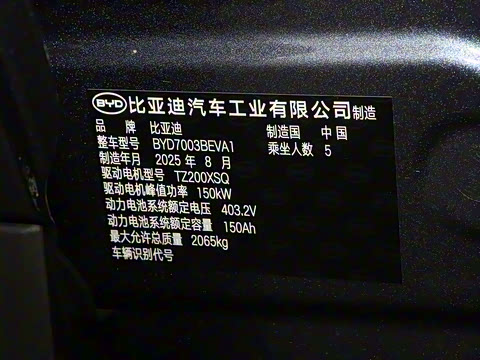 BYD 比亚迪汽车工业有限公司制造
品 牌 比亚迪 制造国 中国
整车型号 BYD7003BEVA1 乘坐人数 5
制造年月 2025 年 8 月
驱动电机型号 TZ200XSQ
驱动电机峰值功率 150kW
动力电池系统额定电压 403.2V
动力电池系统额定容量 150Ah
最大允许总质量 2065kg
车辆识别代号